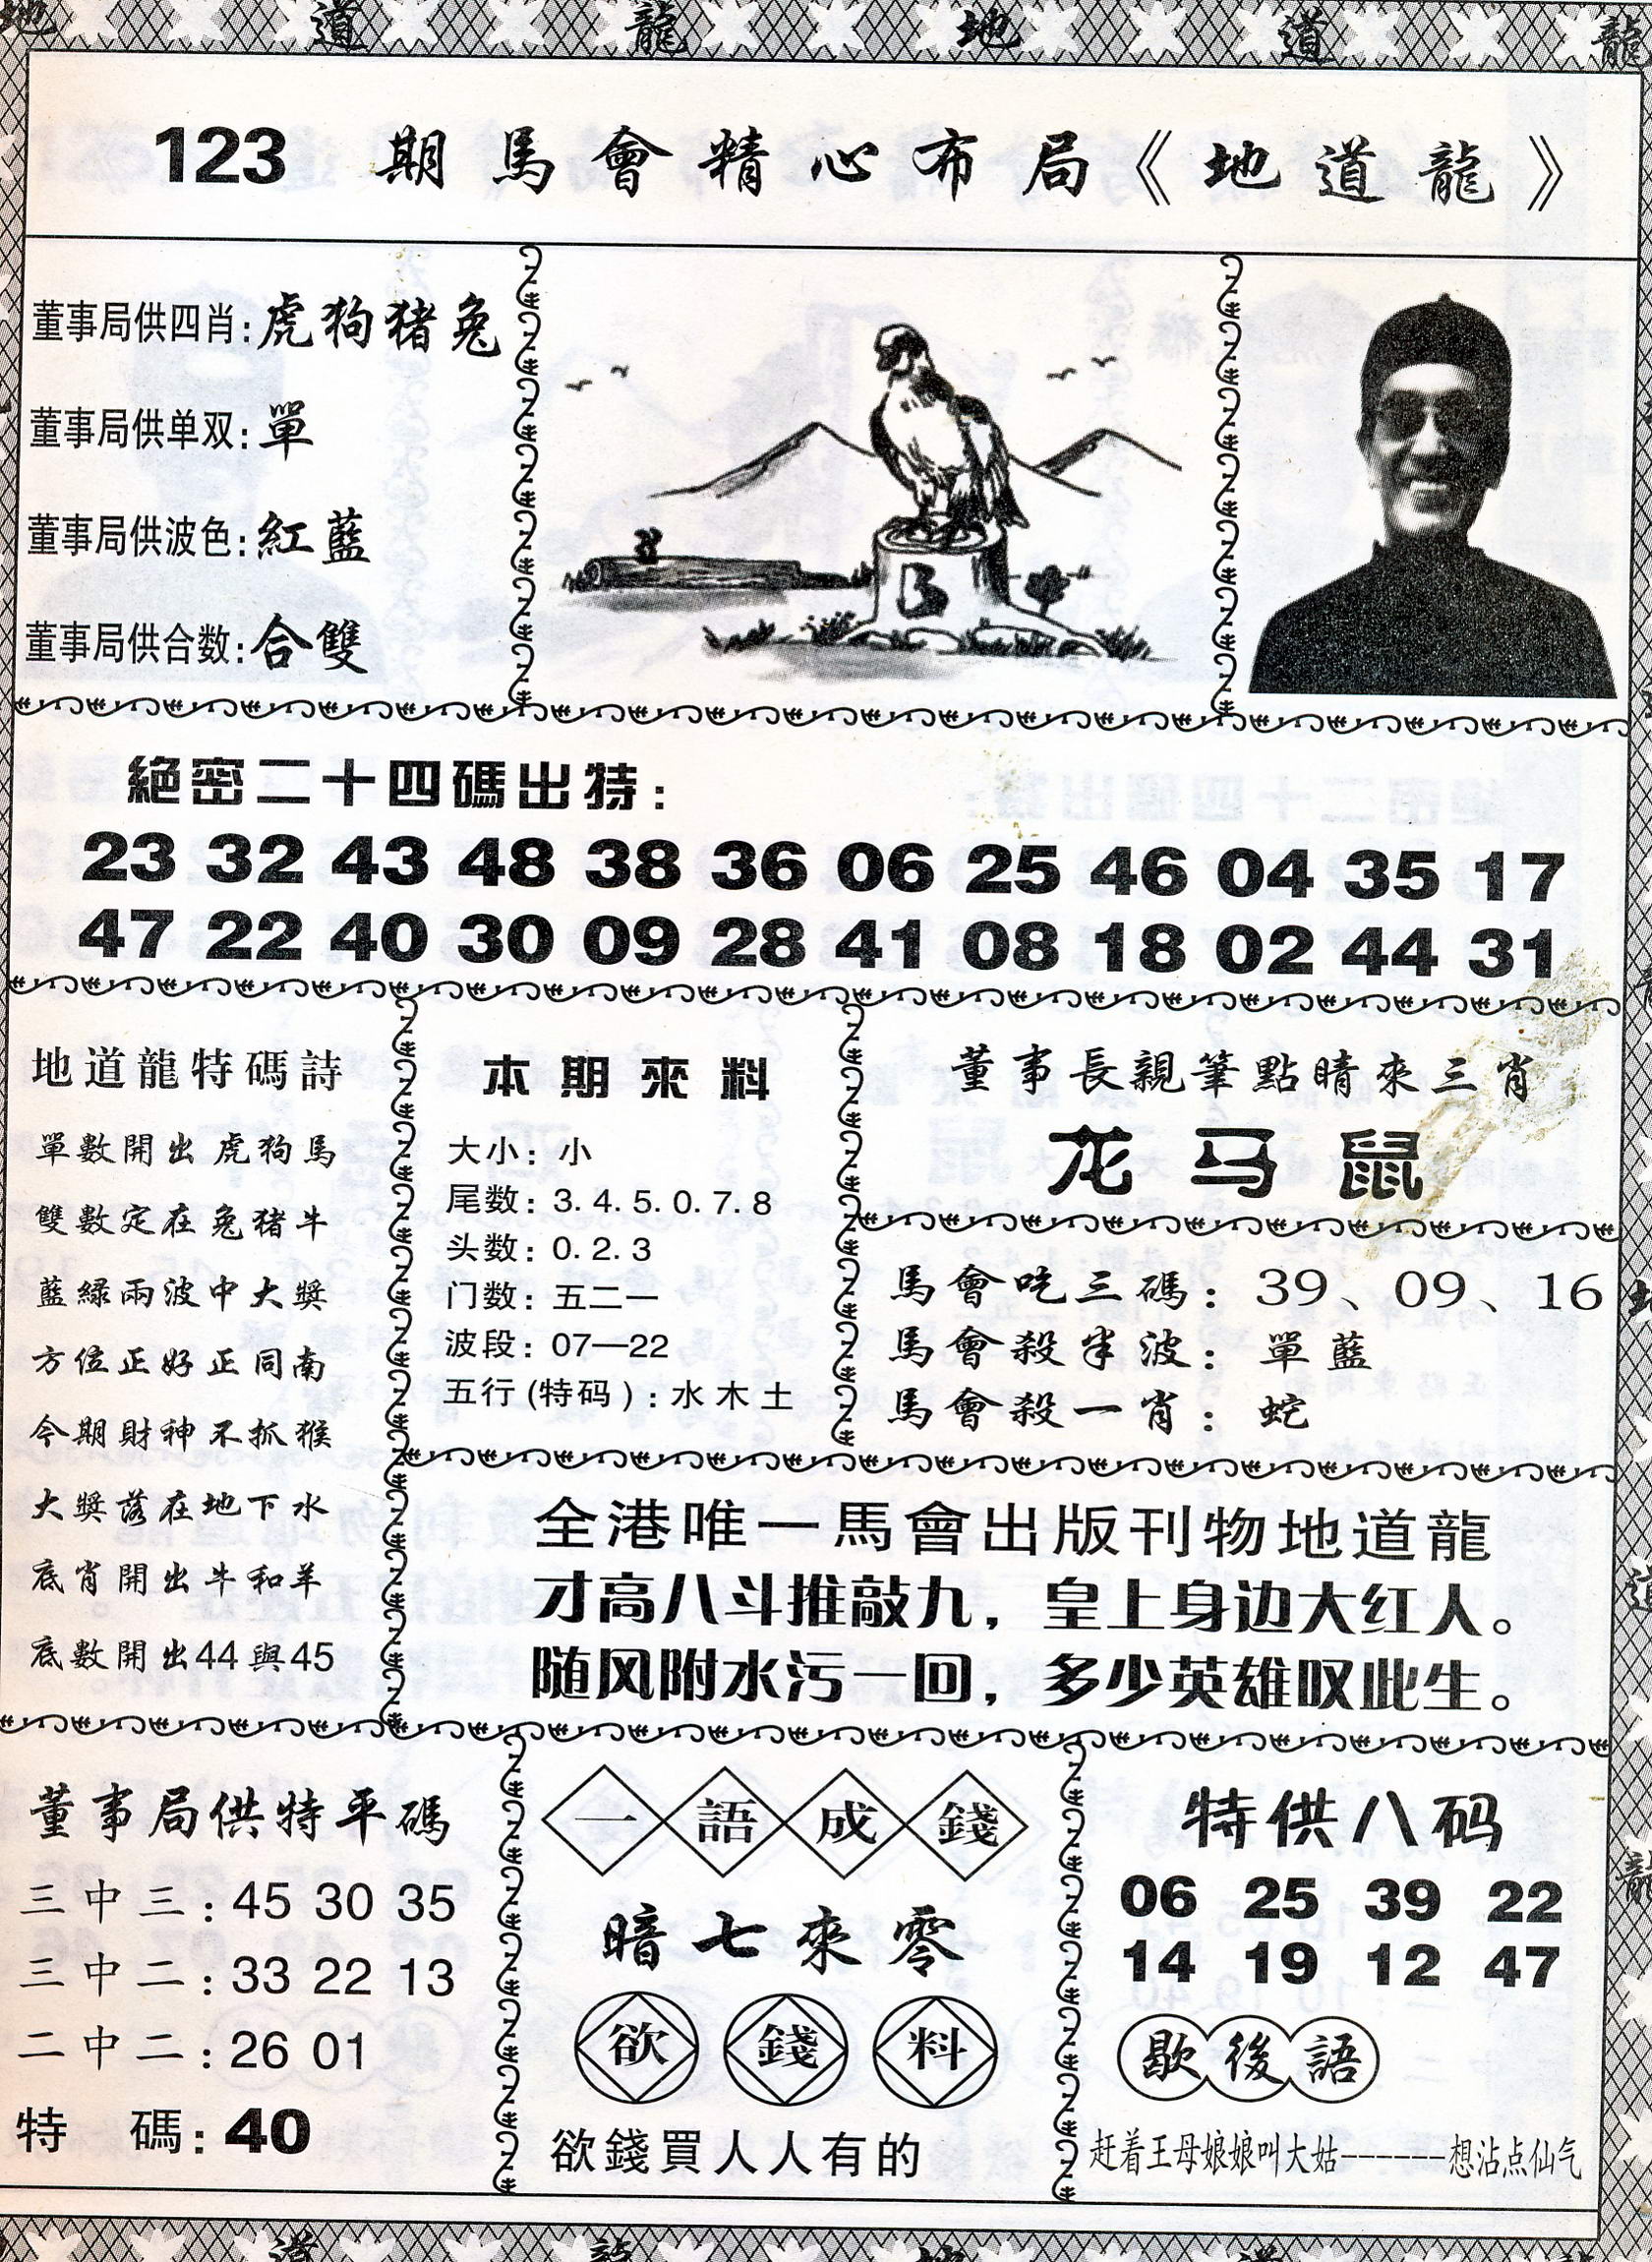 地 道 龍 地 道 龍
123 期馬會精心布局《地道龍》
董事局供四肖:虎狗猪兔
董事局供单双:單
董事局供波色:紅藍
董事局供合数:合雙
絕密二十四碼出特:
23 32 43 48 38 36 06 25 46 04 35 17
47 22 40 30 09 28 41 08 18 02 44 31
地道龍特碼詩
單數開出虎狗馬
雙數定在兔猪牛
藍緑兩波中大獎
方位正好正同南
今期財神不抓猴
大獎落在地下水
底肖開出牛和羊
底數開出44與45
本期來料
大小: 小
尾数: 3. 4. 5. 0. 7. 8
头数: 0. 2. 3
门数: 五二一
波段: 07—22
五行(特码): 水木土
董事長親筆點睛來三肖
龙马鼠
馬會吃三碼: 39、09、16
馬會殺半波: 單藍
馬會殺一肖: 蛇
全港唯一馬會出版刊物地道龍
才高八斗推敲九，皇上身边大红人。
随风附水污一回，多少英雄叹此生。
董事局供特平碼
三中三:45 30 35
三中二:33 22 13
二中二:26 01
特 碼:40
一語成錢
暗七來零
欲錢料
欲錢買人人有的
特供八码
06 25 39 22
14 19 12 47
歇後語
赶着王母娘娘叫大姑-------想沾点仙气